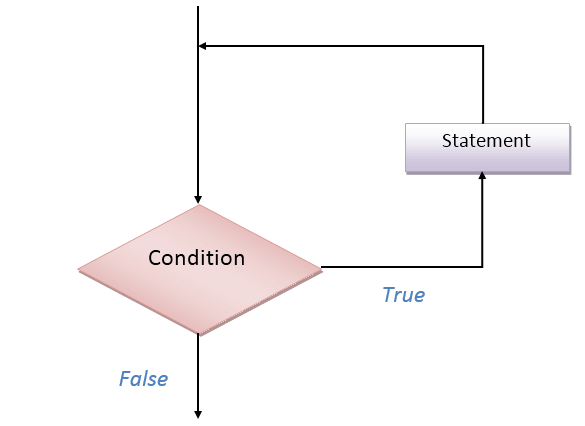 Statement
Condition
True
False